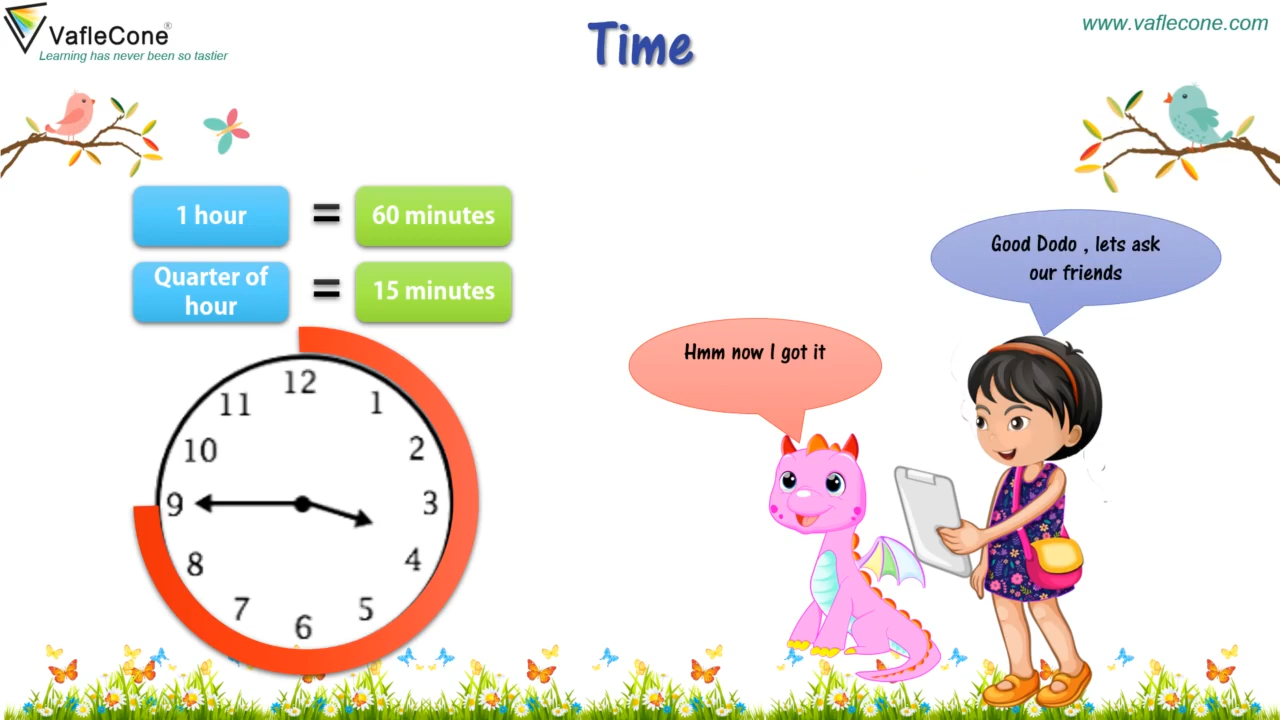 VafleCone®
Learning has never been so tastier
Time
www.vaflecone.com
1 hour = 60 minutes
Quarter of
hour = 15 minutes
Good Dodo , lets ask
our friends
Hmm now I got it
12
11 1
10 2
9 3
8 4
7 5
6